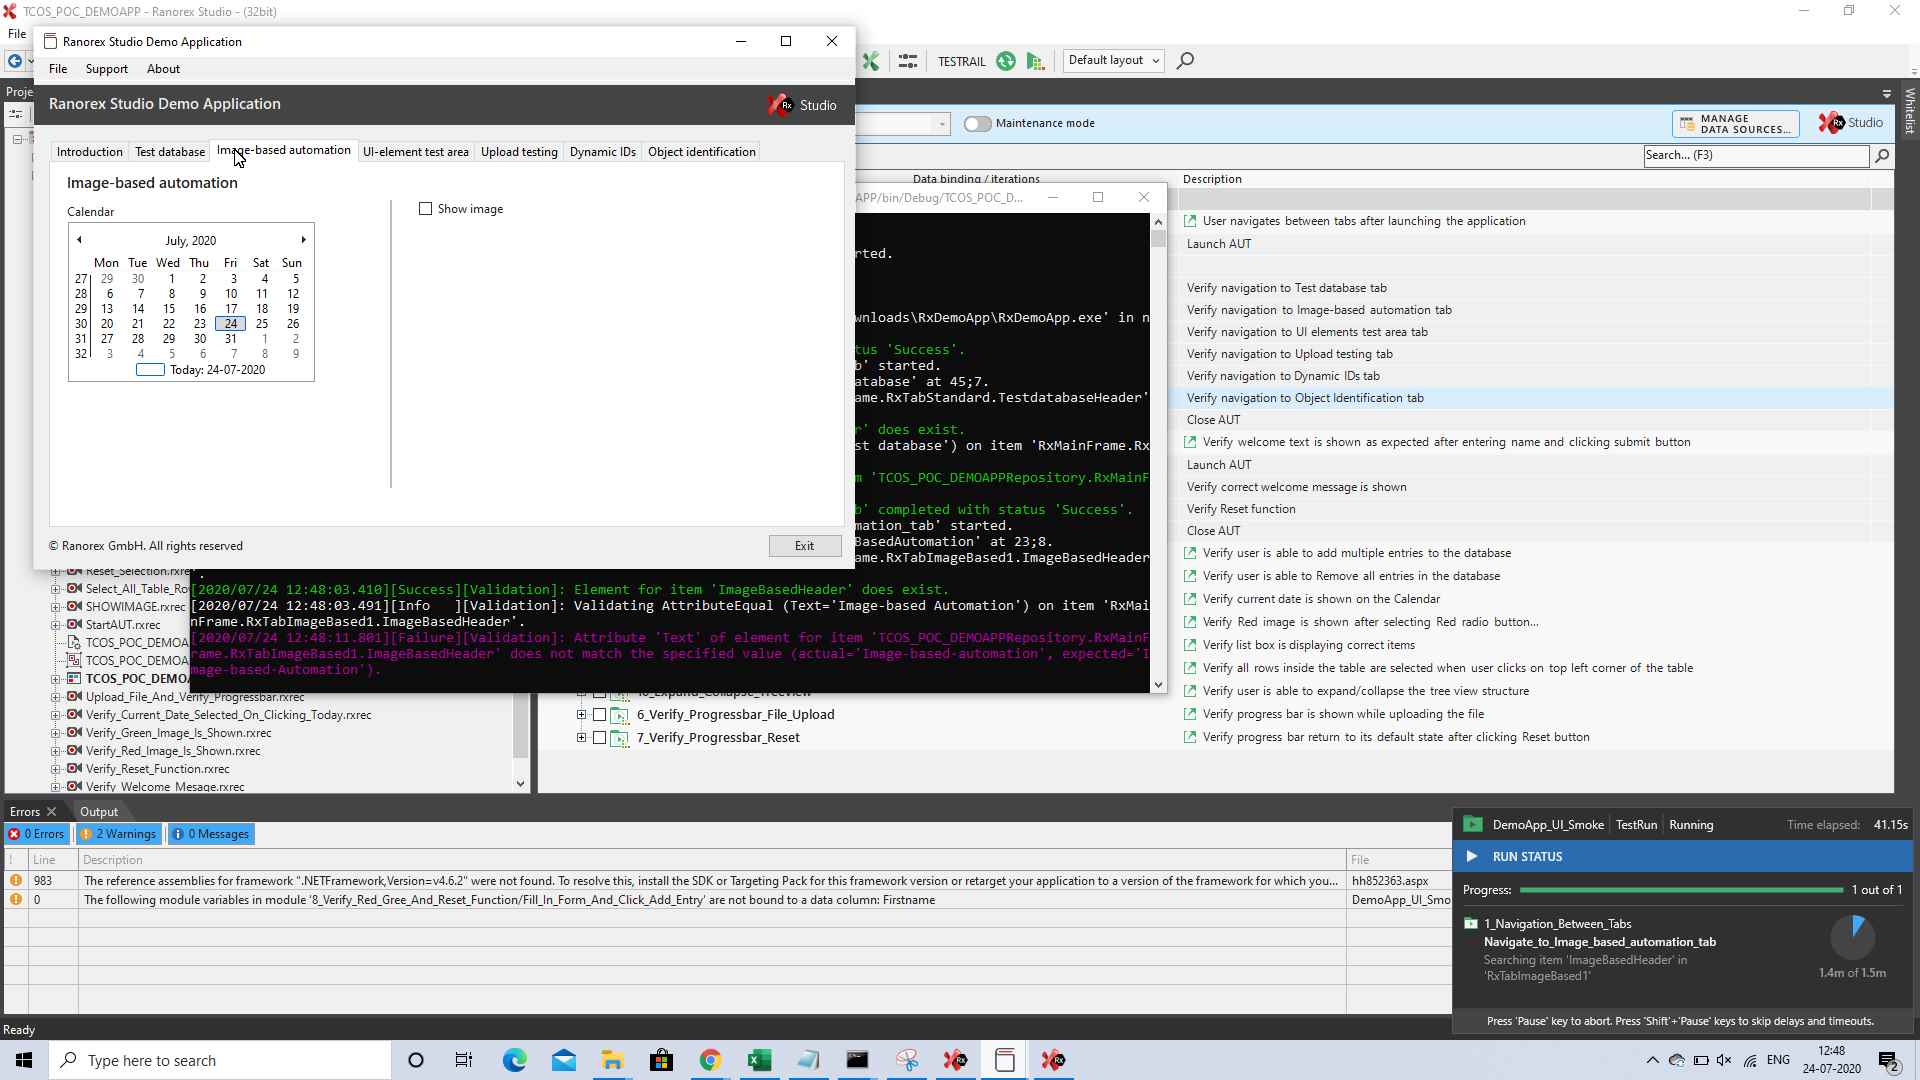 TCOS_POC_DEMOAPP - Ranorex Studio - (32bit)
File
TESTRAIL
Default layout
Ranorex Studio Demo Application
File Support About
Ranorex Studio Demo Application
Studio
Introduction
Test database
Image-based automation
UI-element test area
Upload testing
Dynamic IDs
Object identification
Image-based automation
Calendar
Show image
July, 2020
Mon Tue Wed Thu Fri Sat Sun
27 29 30 1 2 3 4 5
28 6 7 8 9 10 11 12
29 13 14 15 16 17 18 19
30 20 21 22 23 24 25 26
31 27 28 29 30 31 1 2
32 3 4 5 6 7 8 9
Today: 24-07-2020
© Ranorex GmbH. All rights reserved
Exit
Proje
Maintenance mode
MANAGE
DATA SOURCES...
Studio
Whitelist
Search... (F3)
Data binding / iterations
Description
User navigates between tabs after launching the application
Launch AUT
Verify navigation to Test database tab
Verify navigation to Image-based automation tab
Verify navigation to UI elements test area tab
Verify navigation to Upload testing tab
Verify navigation to Dynamic IDs tab
Verify navigation to Object Identification tab
Close AUT
Verify welcome text is shown as expected after entering name and clicking submit button
Launch AUT
Verify correct welcome message is shown
Verify Reset function
Close AUT
Verify user is able to add multiple entries to the database
Verify user is able to Remove all entries in the database
Verify current date is shown on the Calendar
Verify Red image is shown after selecting Red radio button...
Verify list box is displaying correct items
Verify all rows inside the table are selected when user clicks on top left corner of the table
Verify user is able to expand/collapse the tree view structure
Verify progress bar is shown while uploading the file
Verify progress bar return to its default state after clicking Reset button
APP/bin/Debug/TCOS_POC_D...
rted.
wnloads\RxDemoApp\RxDemoApp.exe' in n
tus 'Success'.
b' started.
atabase' at 45;7.
ame.RxTabStandard.TestdatabaseHeader'
r' does exist.
st database') on item 'RxMainFrame.Rx
m 'TCOS_POC_DEMOAPPRepository.RxMainF
b' completed with status 'Success'.
mation_tab' started.
BasedAutomation' at 23;8.
ame.RxTabImageBased1.ImageBasedHeader
'.
[2020/07/24 12:48:03.410][Success][Validation]: Element for item 'ImageBasedHeader' does exist.
[2020/07/24 12:48:03.491][Info   ][Validation]: Validating AttributeEqual (Text='Image-based Automation') on item 'RxMai
nFrame.RxTabImageBased1.ImageBasedHeader'.
[2020/07/24 12:48:11.801][Failure][Validation]: Attribute 'Text' of element for item 'TCOS_POC_DEMOAPPRepository.RxMainF
rame.RxTabImageBased1.ImageBasedHeader' does not match the specified value (actual='Image-based-automation', expected='I
mage-based-Automation').
Reset_Selection.rxre
Select_All_Table_Ro
SHOWIMAGE.rxrec
StartAUT.rxrec
TCOS_POC_DEMOA
TCOS_POC_DEMOA
TCOS_POC_DEMO
Upload_File_And_Verify_Progressbar.rxrec
Verify_Current_Date_Selected_On_Clicking_Today.rxrec
Verify_Green_Image_Is_Shown.rxrec
Verify_Red_Image_Is_Shown.rxrec
Verify_Reset_Function.rxrec
Verify_Welcome_Mesage.rxrec
6_Verify_Progressbar_File_Upload
7_Verify_Progressbar_Reset
Errors
Output
0 Errors
2 Warnings
0 Messages
! Line Description File
983 The reference assemblies for framework ".NETFramework,Version=v4.6.2" were not found. To resolve this, install the SDK or Targeting Pack for this framework version or retarget your application to a version of the framework for which you... hh852363.aspx
0 The following module variables in module '8_Verify_Red_Gree_And_Reset_Function/Fill_In_Form_And_Click_Add_Entry' are not bound to a data column: Firstname DemoApp_UI_Smo
DemoApp_UI_Smoke TestRun Running Time elapsed: 41.15s
RUN STATUS
Progress: 1 out of 1
1_Navigation_Between_Tabs
Navigate_to_Image_based_automation_tab
Searching item 'ImageBasedHeader' in
'RxTabImageBased1'
1.4m of 1.5m
Press 'Pause' key to abort. Press 'Shift'+'Pause' keys to skip delays and timeouts.
Ready
Type here to search
ENG
12:48
24-07-2020
2